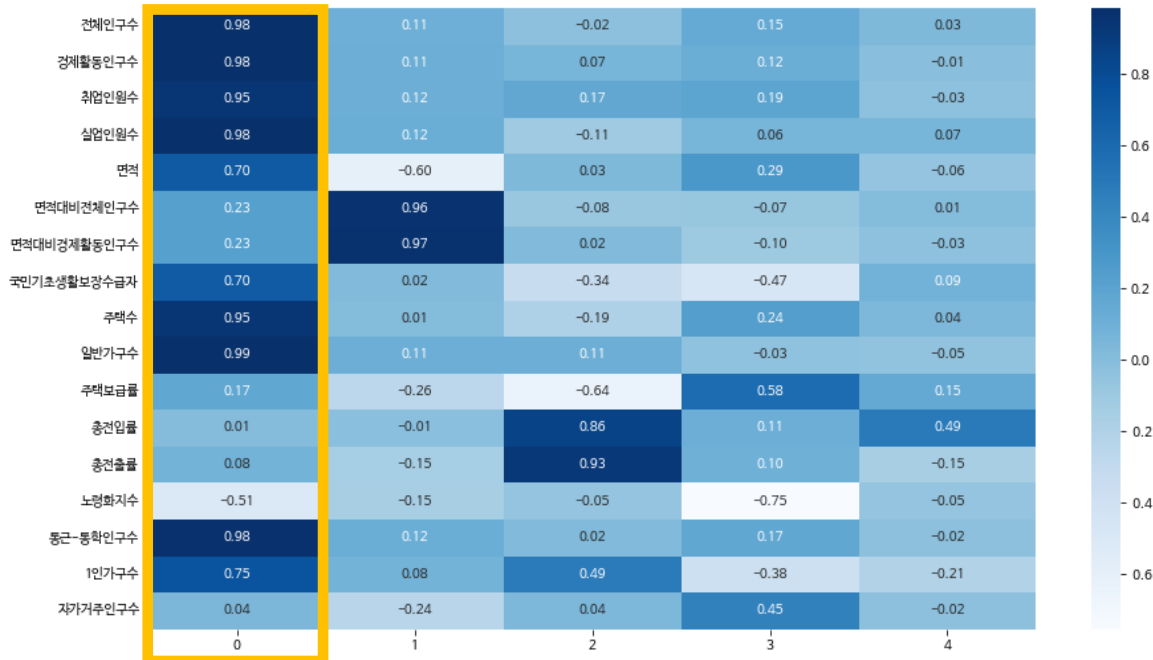 전체인구수 0.98 0.11 −0.02 0.15 0.03
경제활동인구수 0.98 0.11 0.07 0.12 −0.01
취업인원수 0.95 0.12 0.17 0.19 −0.03
실업인원수 0.98 0.12 −0.11 0.06 0.07
면적 0.70 −0.60 0.03 0.29 −0.06
면적대비전체인구수 0.23 0.96 −0.08 −0.07 0.01
면적대비경제활동인구수 0.23 0.97 0.02 −0.10 −0.03
국민기초생활보장수급자 0.70 0.02 −0.34 −0.47 0.09
주택수 0.95 0.01 −0.19 0.24 0.04
일반가구수 0.99 0.11 0.11 −0.03 −0.05
주택보급률 0.17 −0.26 −0.64 0.58 0.15
총전입률 0.01 −0.01 0.86 0.11 0.49
총전출률 0.08 −0.15 0.93 0.10 −0.15
노령화지수 −0.51 −0.15 −0.05 −0.75 −0.05
통근-통학인구수 0.98 0.12 0.02 0.17 −0.02
1인가구수 0.75 0.08 0.49 −0.38 −0.21
자가거주인구수 0.04 −0.24 0.04 0.45 −0.02
0 1 2 3 4
0.8
0.6
0.4
0.2
0.0
0.2
0.4
0.6